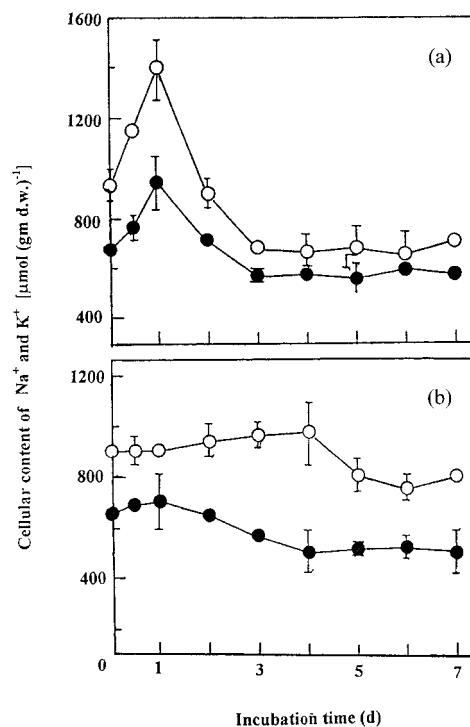 Cellular content of Na⁺ and K⁺ [μmol (gm d.w.)⁻¹]
1600
(a)
1200
800
400
1200
(b)
800
400
0 1 3 5 7
Incubation time (d)